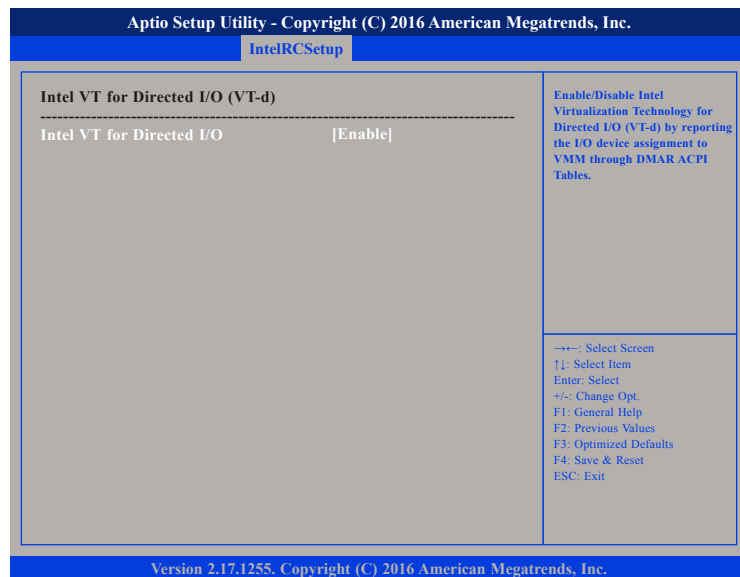 Aptio Setup Utility - Copyright (C) 2016 American Megatrends, Inc.
IntelRCSetup
Intel VT for Directed I/O (VT-d)
Intel VT for Directed I/O [Enable]
Enable/Disable Intel
Virtualization Technology for
Directed I/O (VT-d) by reporting
the I/O device assignment to
VMM through DMAR ACPI
Tables.
→←: Select Screen
↑↓: Select Item
Enter: Select
+/-: Change Opt.
F1: General Help
F2: Previous Values
F3: Optimized Defaults
F4: Save & Reset
ESC: Exit
Version 2.17.1255. Copyright (C) 2016 American Megatrends, Inc.